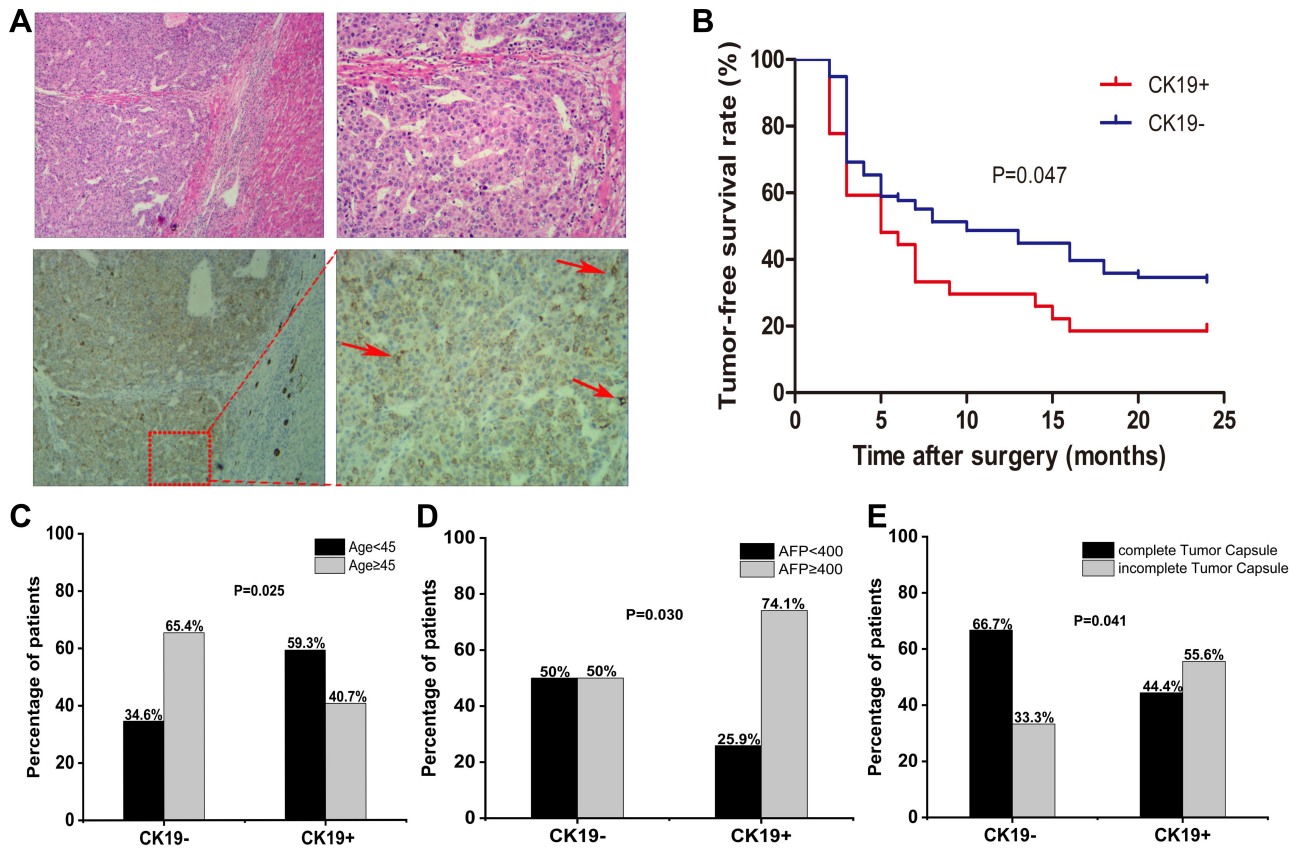 A
B
Tumor-free survival rate (%)
100
80
60
40
20
0
CK19+
CK19-
P=0.047
0 5 10 15 20 25
Time after surgery (months)
C
Percentage of patients
100
80
60
40
20
0
Age<45
Age≥45
P=0.025
34.6%
65.4%
59.3%
40.7%
CK19- CK19+
D
Percentage of patients
100
80
60
40
20
0
AFP<400
AFP≥400
P=0.030
50%
50%
25.9%
74.1%
CK19- CK19+
E
Percentage of patients
100
80
60
40
20
0
complete Tumor Capsule
incomplete Tumor Capsule
P=0.041
66.7%
33.3%
44.4%
55.6%
CK19- CK19+